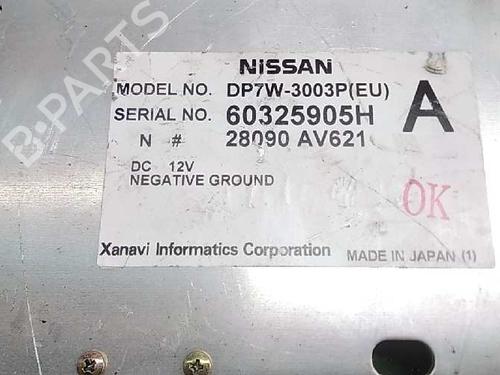 NISSAN
MODEL NO. DP7W-3003P(EU)
SERIAL NO. 60325905H
A
N # 28090 AV621
DC 12V
NEGATIVE GROUND
OK
Xanavi Informatics Corporation
MADE IN JAPAN (1)
B-PARTS